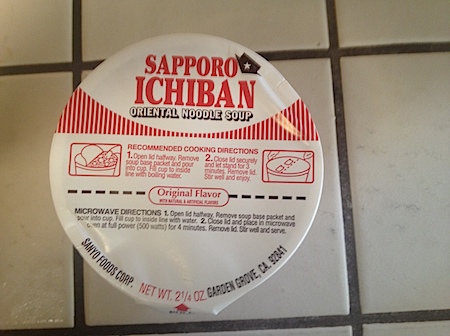 SAPPORO
ICHIBAN
ORIENTAL NOODLE SOUP
RECOMMENDED COOKING DIRECTIONS
1. Open lid halfway. Remove
soup base packet and pour
into cup. Fill cup to inside
line with boiling water.
2. Close lid securely
and let stand for 3
minutes. Remove lid.
Stir well and enjoy.
Original Flavor
WITH NATURAL & ARTIFICIAL FLAVORS
MICROWAVE DIRECTIONS 1. Open lid halfway. Remove soup base packet and
pour into cup. Fill cup to inside line with water. 2. Close lid and place in microwave
oven at full power (500 watts) for 4 minutes. Remove lid. Stir well and serve.
SANYO FOODS CORP. NET WT. 2¼ OZ. GARDEN GROVE, CA. 92841